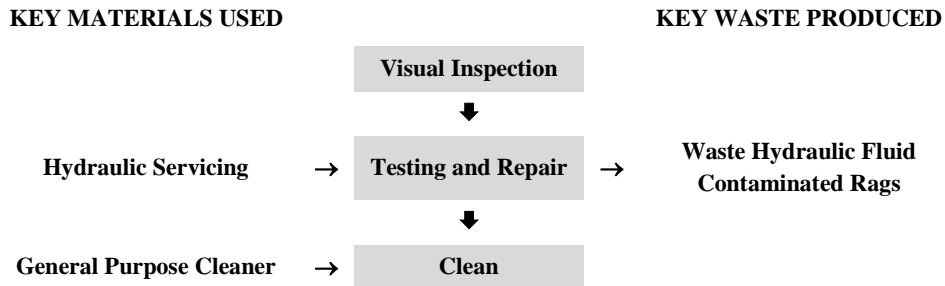 KEY MATERIALS USED
KEY WASTE PRODUCED
Visual Inspection
Hydraulic Servicing → Testing and Repair → Waste Hydraulic Fluid
Contaminated Rags
General Purpose Cleaner → Clean